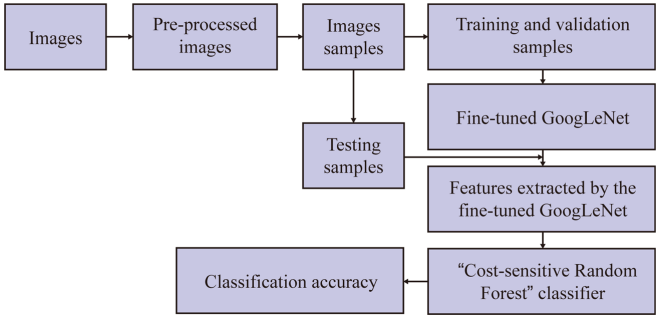 Images
Pre-processed
images
Images
samples
Training and validation
samples
Fine-tuned GoogLeNet
Testing
samples
Features extracted by the
fine-tuned GoogLeNet
Classification accuracy
“Cost-sensitive Random
Forest” classifier